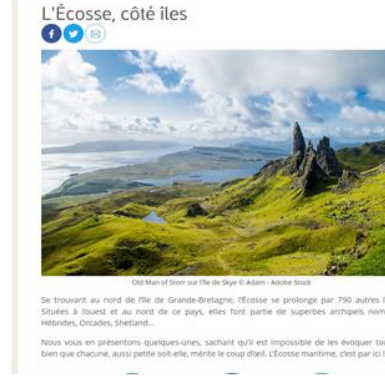 L'Écosse, côté îles
Old Man of Storr sur l'île de Skye © Adam - Adobe Stock
Se trouvant au nord de l'île de Grande-Bretagne, l'Écosse se prolonge par 790 autres
Situées à l'ouest et au nord de ce pays, elles font partie de superbes archipels
Hébrides, Orcades, Shetland...
Nous vous en présentons quelques-unes, sachant qu'il est impossible de les évoquer
bien que chacune, aussi petite soit-elle, mérite le coup d'œil. L'Écosse maritime, c'est par ici